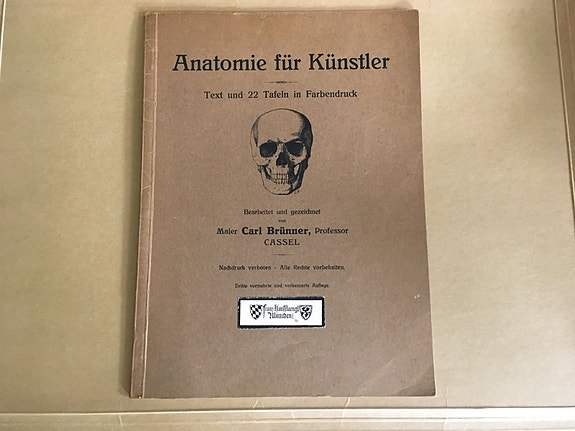 Anatomie für Künstler
Text und 22 Tafeln in Farbendruck
Bearbeitet und gezeichnet
von
Maler Carl Brünner, Professor
CASSEL
Nachdruck verboten - Alle Rechte vorbehalten.
Dritte vermehrte und verbesserte Auflage
München